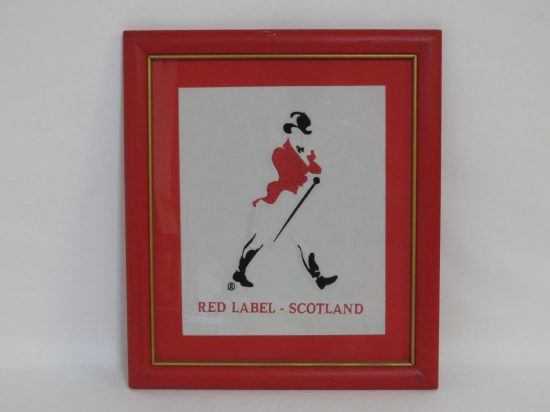 ®
RED LABEL - SCOTLAND